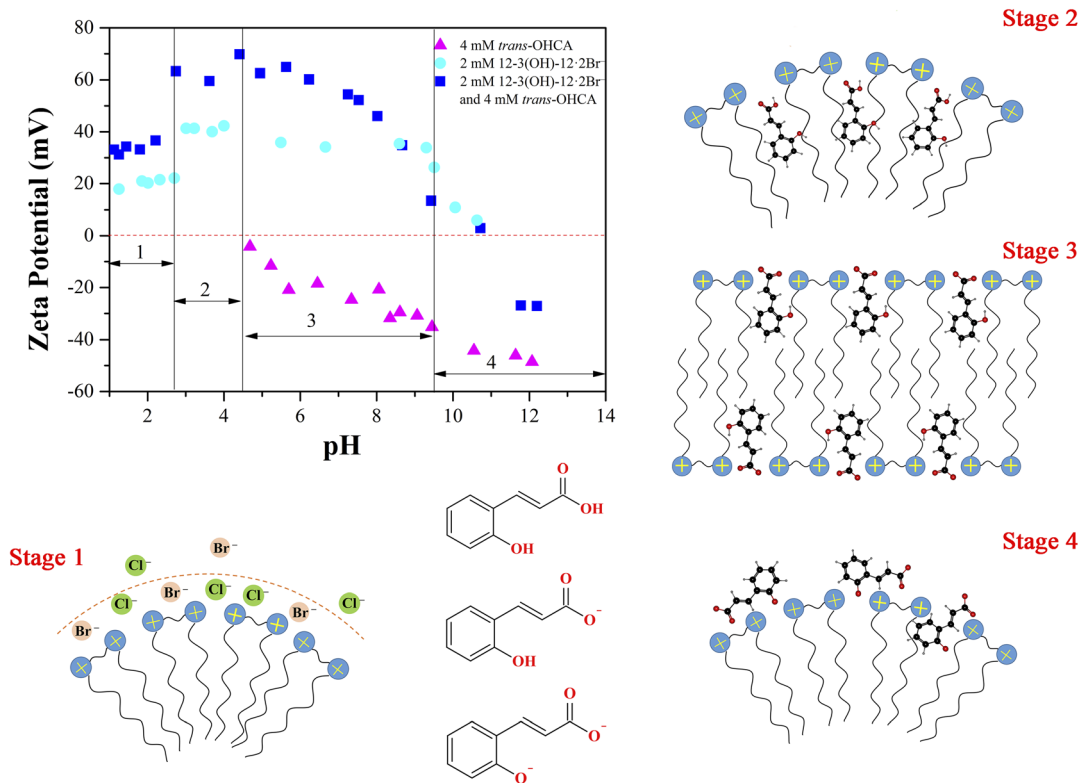 Stage 2
4 mM trans-OHCA
2 mM 12-3(OH)-12·2Br⁻
2 mM 12-3(OH)-12·2Br⁻
and 4 mM trans-OHCA
Zeta Potential (mV)
80
60
40
20
0
-20
-40
-60
1
2
3
4
2 4 6 8 10 12 14
pH
Stage 3
Stage 1
Br⁻
Cl⁻
Cl⁻
Br⁻
Cl⁻
Cl⁻
Br⁻
Cl⁻
Br⁻
O
OH
OH
O
O⁻
OH
O
O⁻
O⁻
Stage 4